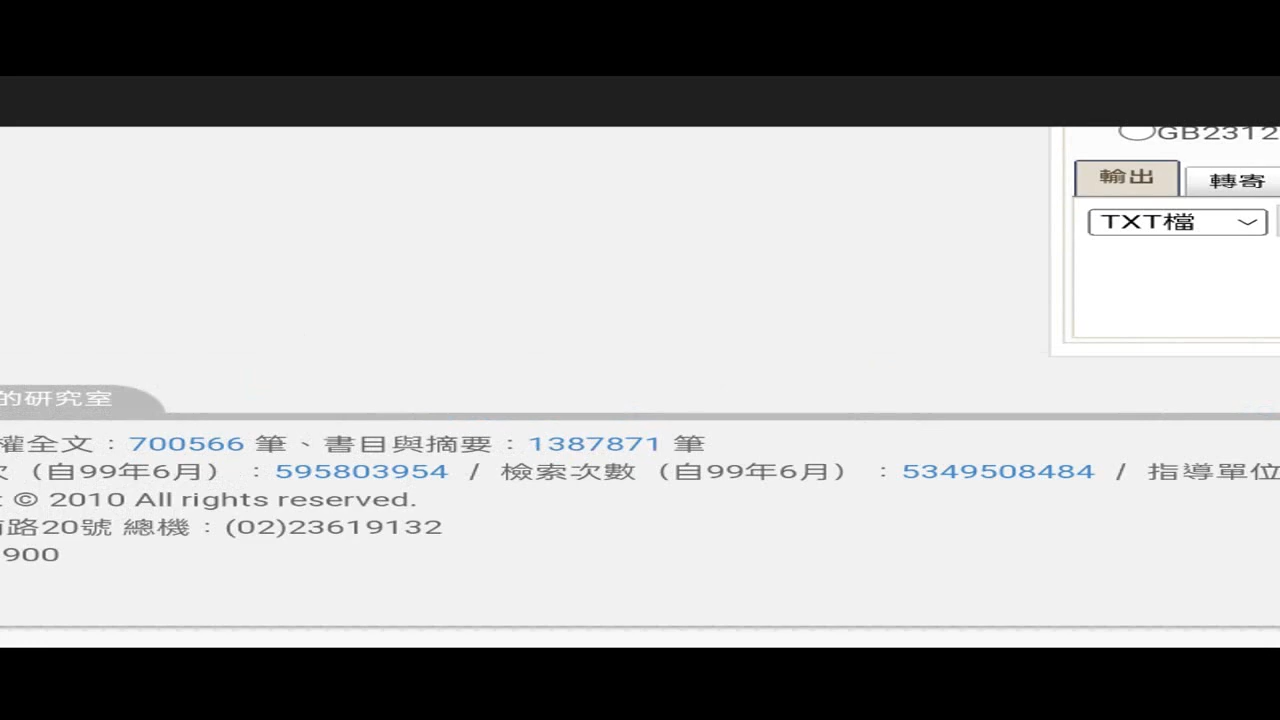 GB2312
輸出 轉寄
TXT檔
的研究室
權全文：700566 筆、書目與摘要：1387871 筆
（自99年6月） ：595803954 / 檢索次數（自99年6月） ：5349508484 / 指導單位
© 2010 All rights reserved.
路20號 總機：(02)23619132
900